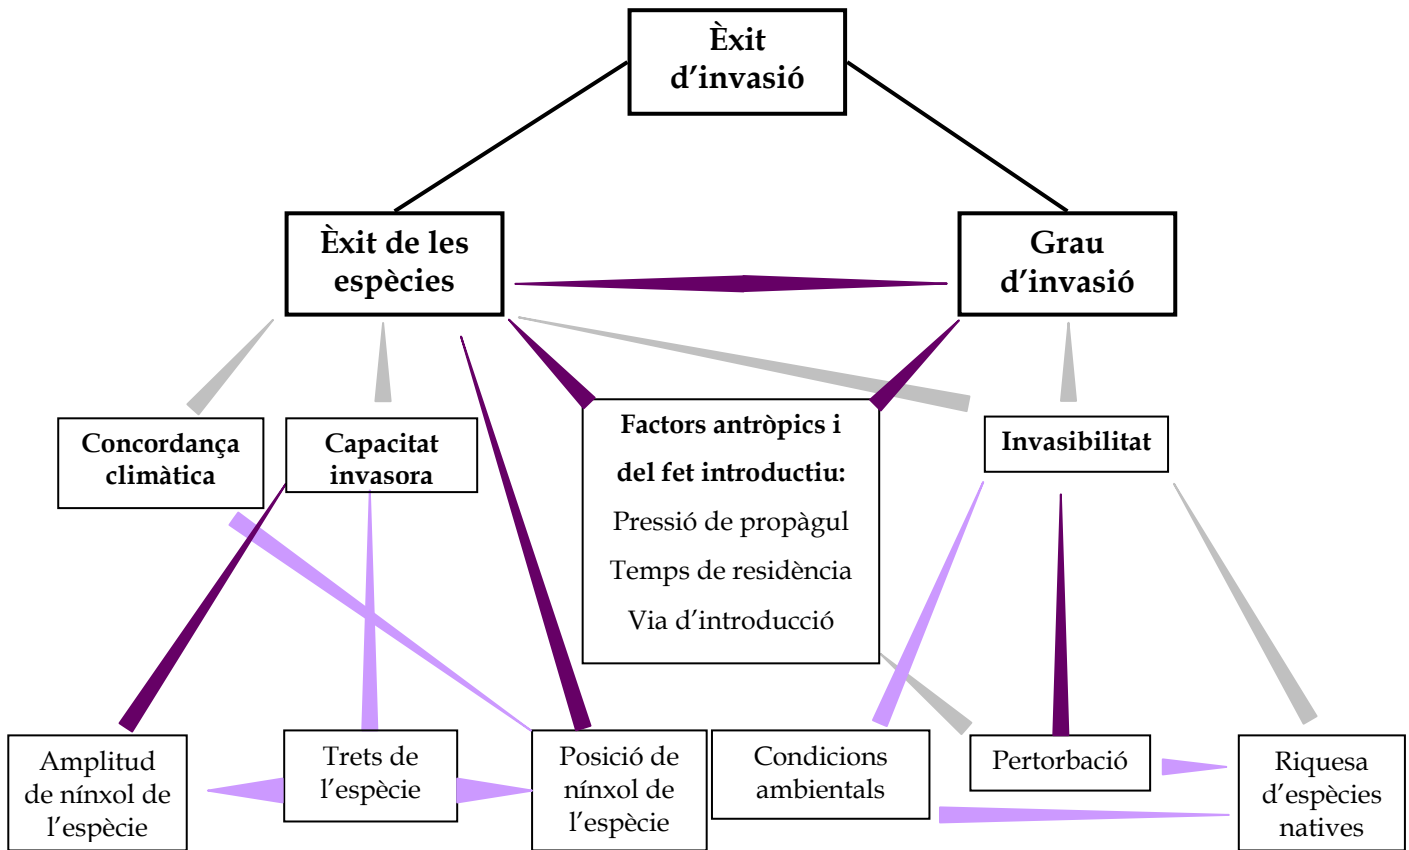 Èxit
d’invasió
Èxit de les
espècies
Grau
d’invasió
Concordança
climàtica
Capacitat
invasora
Factors antròpics i
del fet introductiu:
Pressió de propàgul
Temps de residència
Via d’introducció
Invasibilitat
Amplitud
de nínxol de
l’espècie
Trets de
l’espècie
Posició de
nínxol de
l’espècie
Condicions
ambientals
Pertorbació
Riquesa
d’espècies
natives